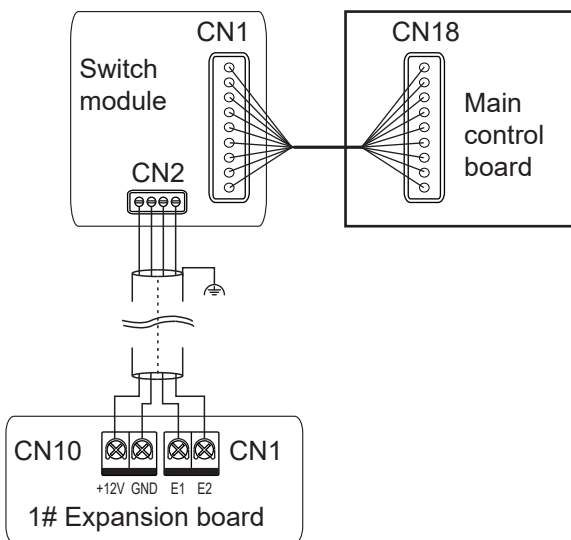 CN1
CN18
Switch
module
Main
control
board
CN2
CN10
CN1
+12V GND E1 E2
1# Expansion board